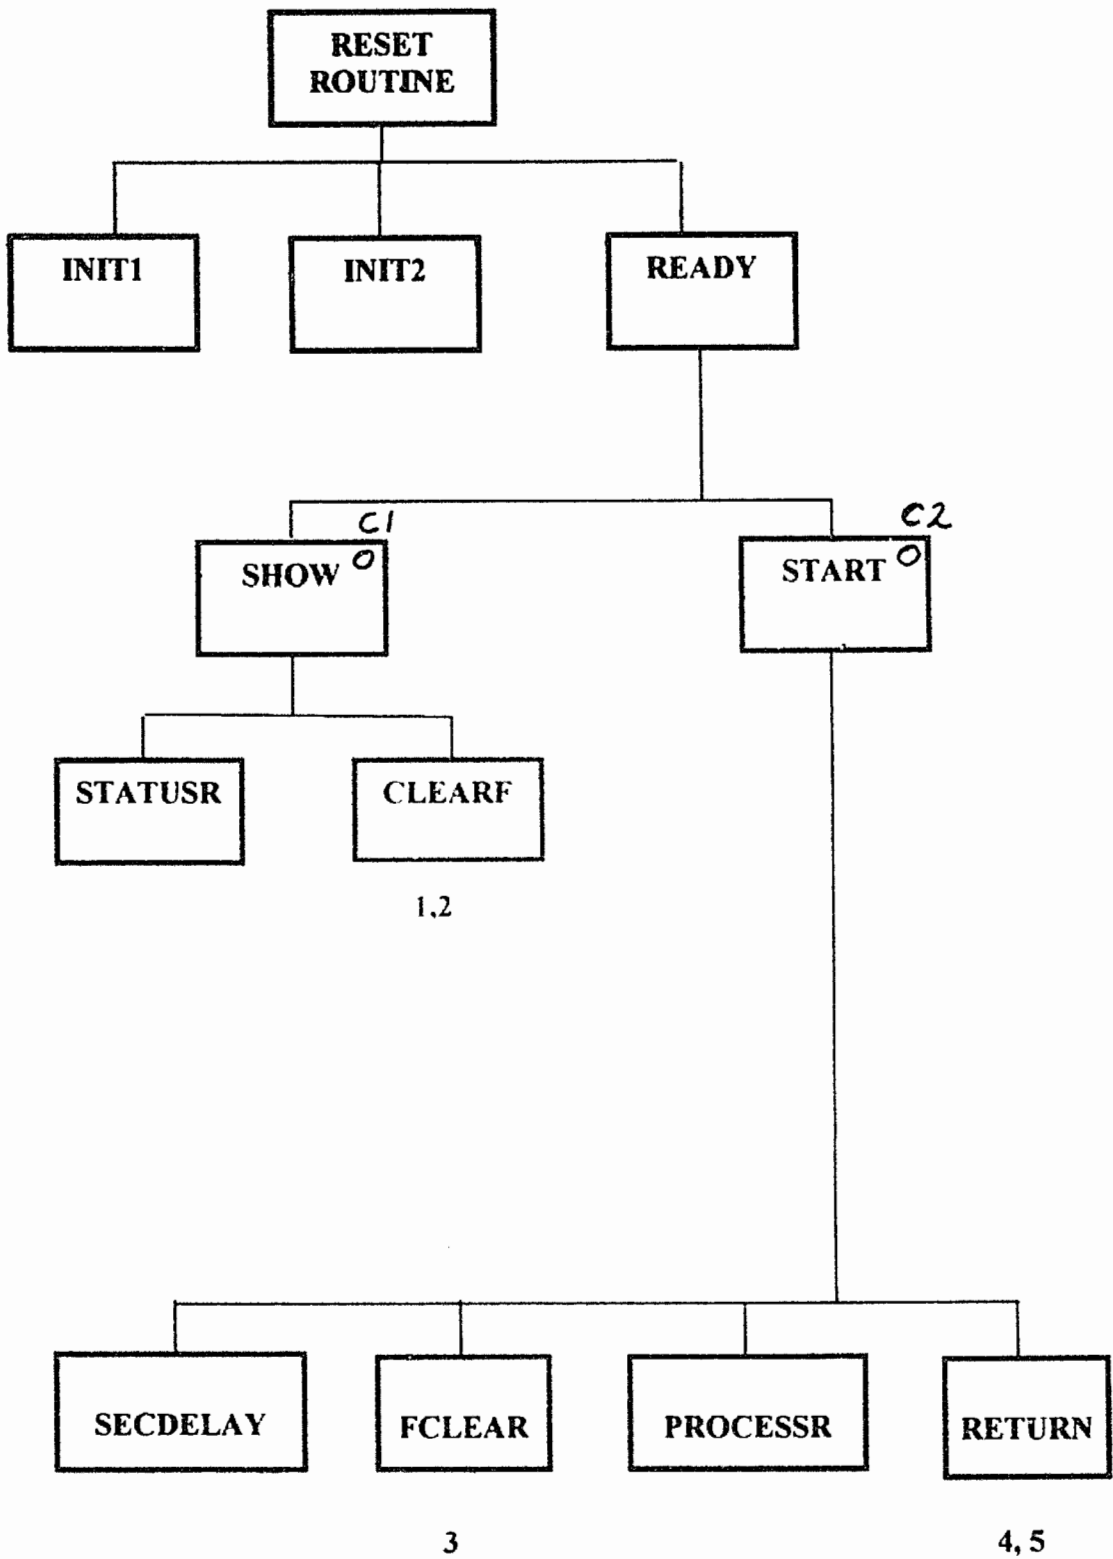 RESET
ROUTINE
INIT1
INIT2
READY
C1
SHOW O
C2
START O
STATUSR
CLEARF
1,2
SECDELAY
FCLEAR
PROCESSR
RETURN
3
4, 5